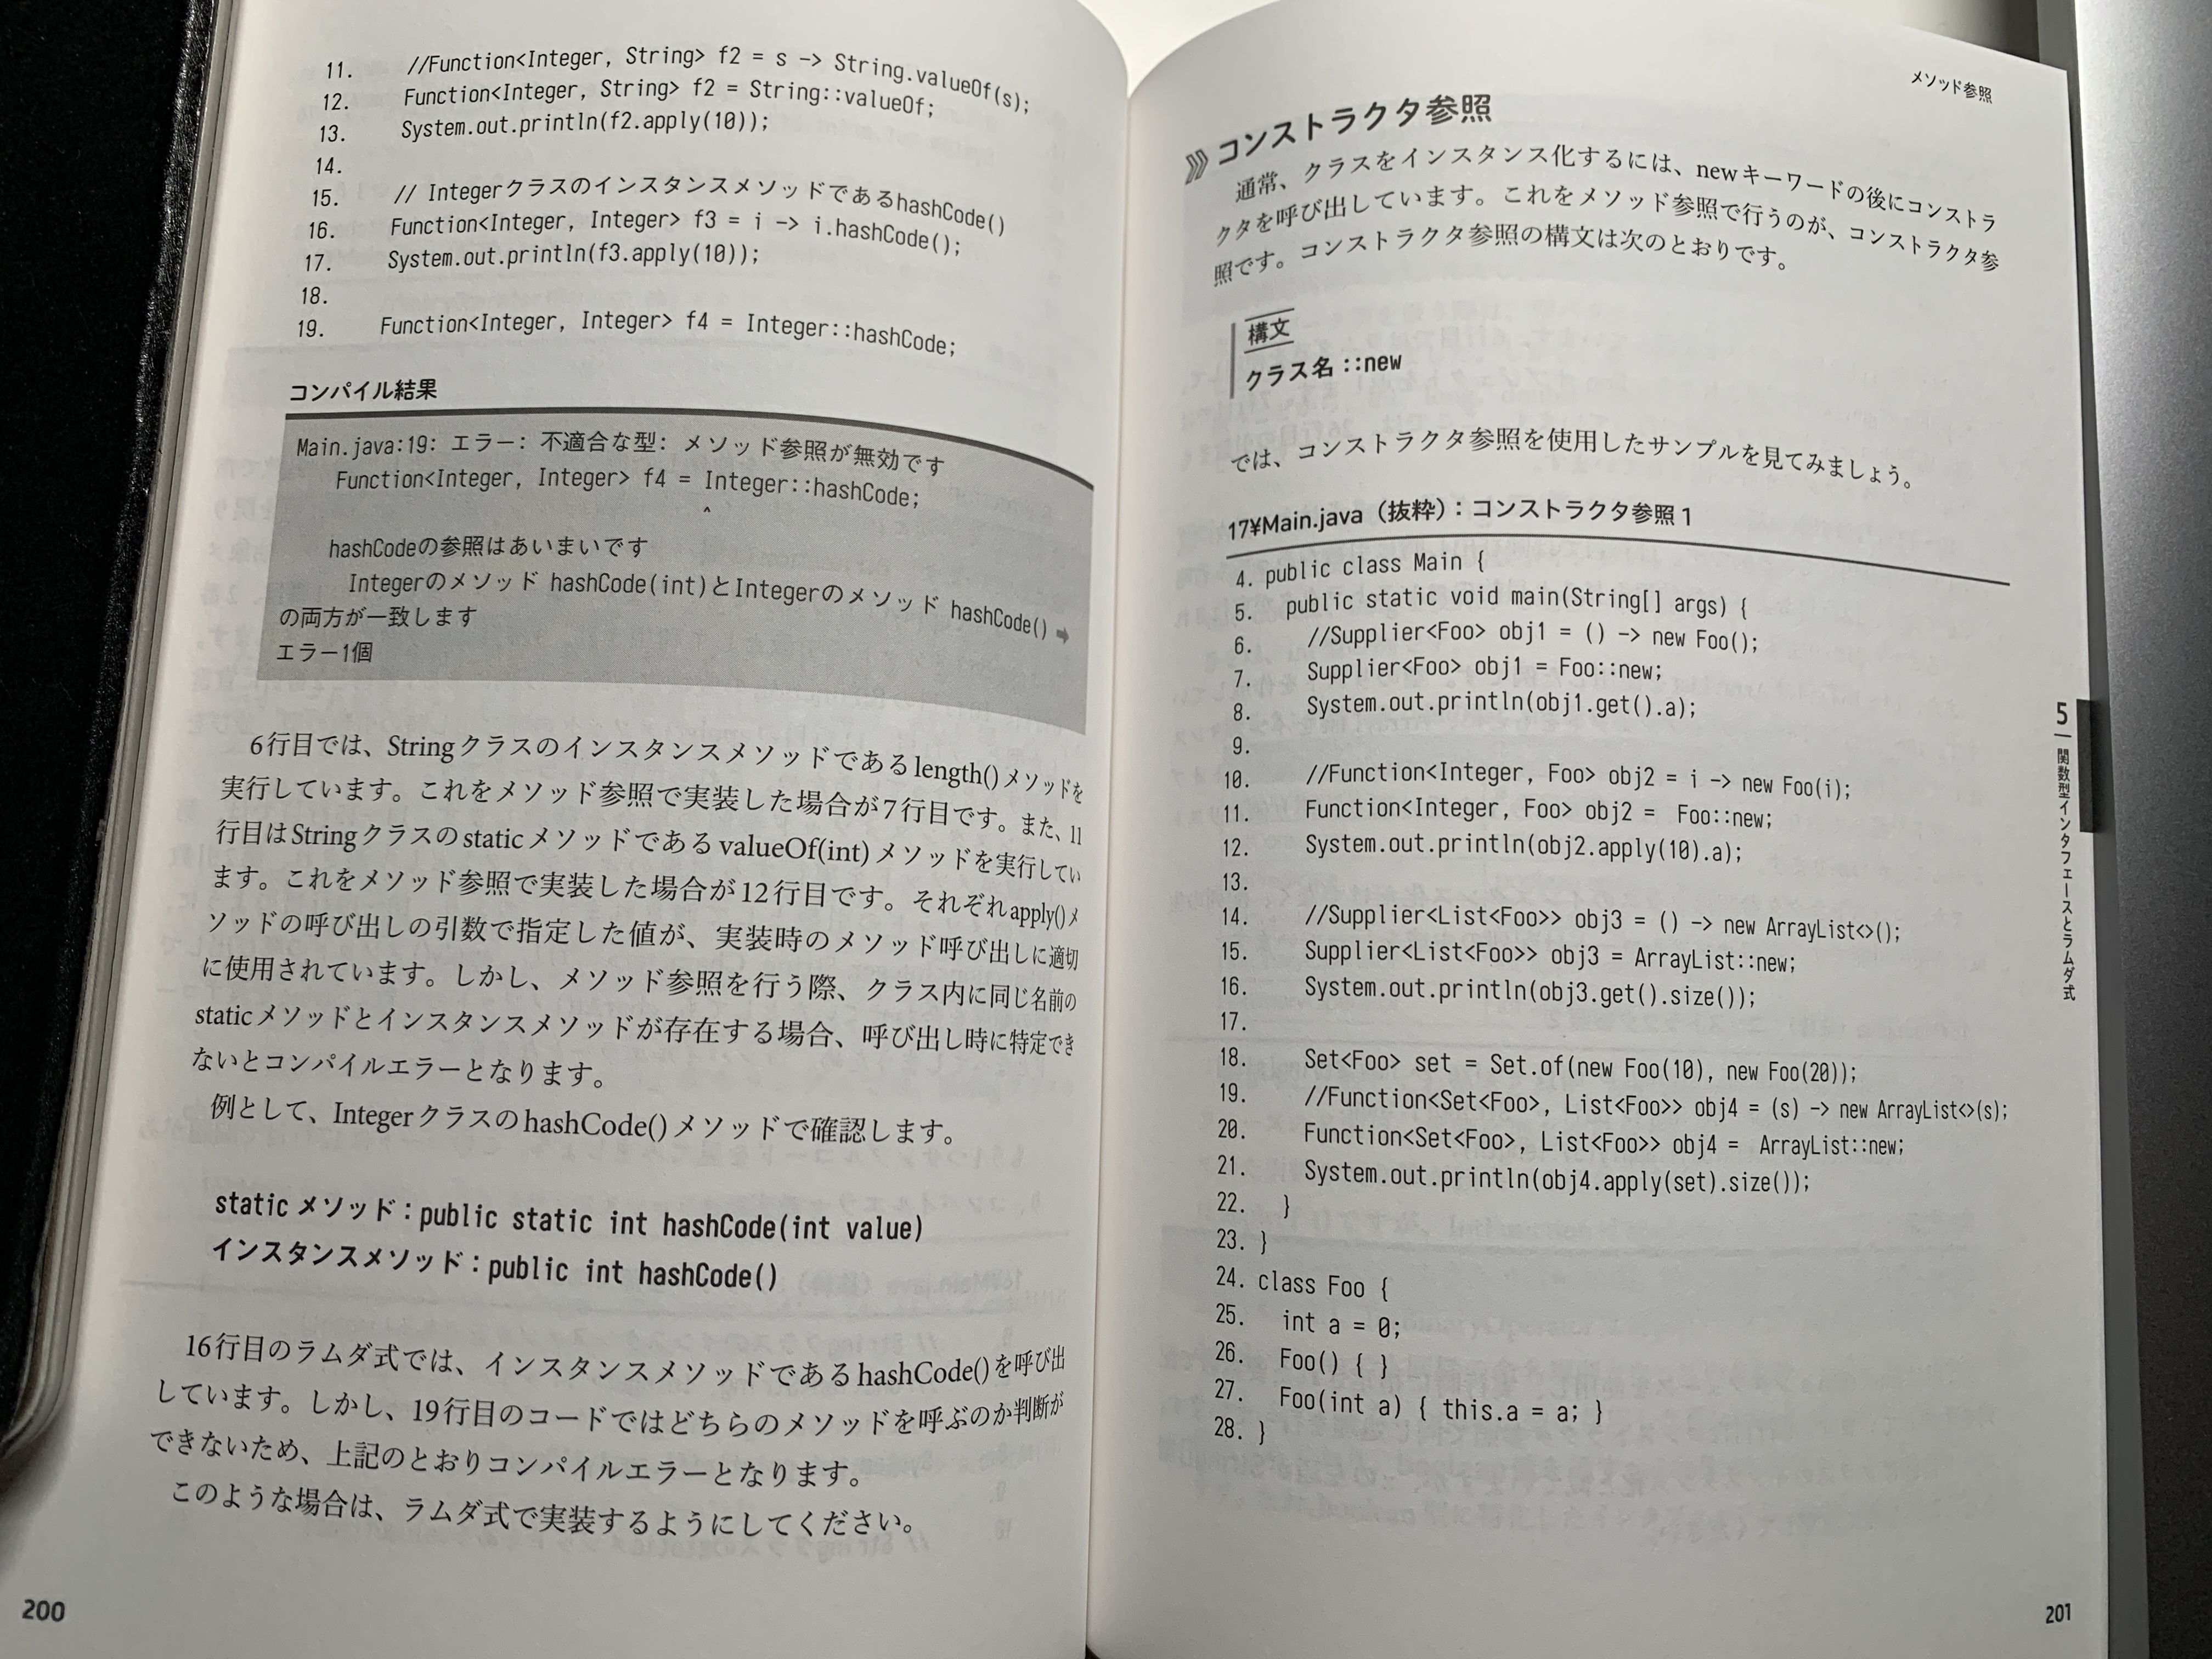 11. //Function<Integer, String> f2 = s -> String.valueOf(s);
12. Function<Integer, String> f2 = String::valueOf;
13. System.out.println(f2.apply(10));
14.
15. // IntegerクラスのインスタンスメソッドであるhashCode()
16. Function<Integer, Integer> f3 = i -> i.hashCode();
17. System.out.println(f3.apply(10));
18.
19. Function<Integer, Integer> f4 = Integer::hashCode;
コンパイル結果
Main.java:19: エラー: 不適合な型: メソッド参照が無効です
Function<Integer, Integer> f4 = Integer::hashCode;
^
hashCodeの参照はあいまいです
Integerのメソッド hashCode(int)とIntegerのメソッド hashCode() ➡
の両方が一致します
エラー1個
6行目では、Stringクラスのインスタンスメソッドであるlength()メソッドを
実行しています。これをメソッド参照で実装した場合が7行目です。また、11
行目はStringクラスのstaticメソッドであるvalueOf(int)メソッドを実行してい
ます。これをメソッド参照で実装した場合が12行目です。それぞれapply()メ
ソッドの呼び出しの引数で指定した値が、実装時のメソッド呼び出しに適切
に使用されています。しかし、メソッド参照を行う際、クラス内に同じ名前の
staticメソッドとインスタンスメソッドが存在する場合、呼び出し時に特定でき
ないとコンパイルエラーとなります。
例として、IntegerクラスのhashCode()メソッドで確認します。
staticメソッド：public static int hashCode(int value)
インスタンスメソッド：public int hashCode()
16行目のラムダ式では、インスタンスメソッドであるhashCode()を呼び出
しています。しかし、19行目のコードではどちらのメソッドを呼ぶのか判断が
できないため、上記のとおりコンパイルエラーとなります。
このような場合は、ラムダ式で実装するようにしてください。
200
メソッド参照
コンストラクタ参照
通常、クラスをインスタンス化するには、newキーワードの後にコンストラ
クタを呼び出しています。これをメソッド参照で行うのが、コンストラクタ参
照です。コンストラクタ参照の構文は次のとおりです。
構文
クラス名::new
では、コンストラクタ参照を使用したサンプルを見てみましょう。
17¥Main.java（抜粋）：コンストラクタ参照1
4. public class Main {
5. public static void main(String[] args) {
6. //Supplier<Foo> obj1 = () -> new Foo();
7. Supplier<Foo> obj1 = Foo::new;
8. System.out.println(obj1.get().a);
9.
10. //Function<Integer, Foo> obj2 = i -> new Foo(i);
11. Function<Integer, Foo> obj2 = Foo::new;
12. System.out.println(obj2.apply(10).a);
13.
14. //Supplier<List<Foo>> obj3 = () -> new ArrayList<>();
15. Supplier<List<Foo>> obj3 = ArrayList::new;
16. System.out.println(obj3.get().size());
17.
18. Set<Foo> set = Set.of(new Foo(10), new Foo(20));
19. //Function<Set<Foo>, List<Foo>> obj4 = (s) -> new ArrayList<>(s);
20. Function<Set<Foo>, List<Foo>> obj4 = ArrayList::new;
21. System.out.println(obj4.apply(set).size());
22. }
23. }
24. class Foo {
25. int a = 0;
26. Foo() { }
27. Foo(int a) { this.a = a; }
28. }
5 関数型インタフェースとラムダ式
201